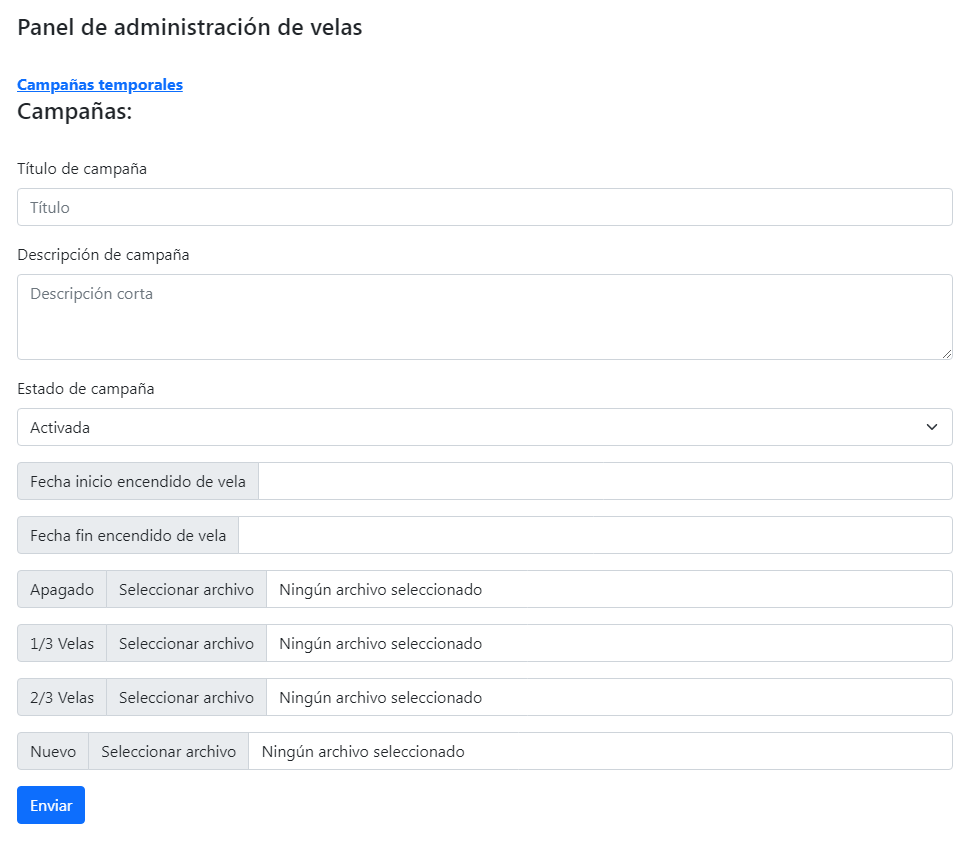 Panel de administración de velas
Campañas temporales
Campañas:
Título de campaña
Título
Descripción de campaña
Descripción corta
Estado de campaña
Activada
Fecha inicio encendido de vela
Fecha fin encendido de vela
Apagado Seleccionar archivo Ningún archivo seleccionado
1/3 Velas Seleccionar archivo Ningún archivo seleccionado
2/3 Velas Seleccionar archivo Ningún archivo seleccionado
Nuevo Seleccionar archivo Ningún archivo seleccionado
Enviar